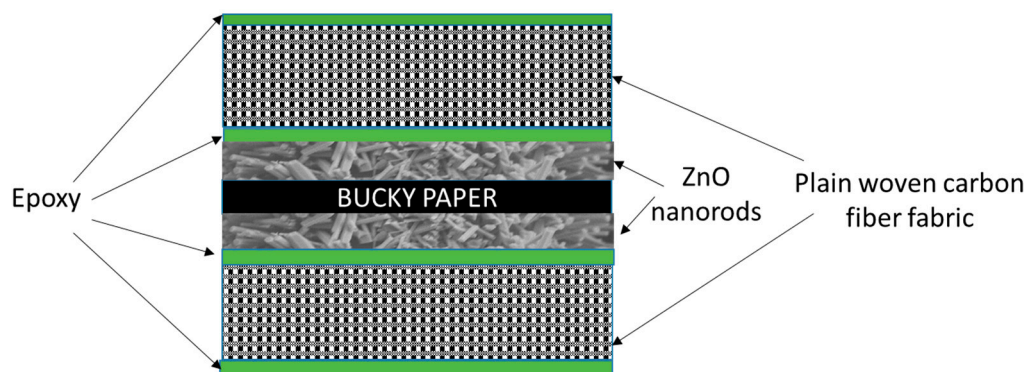 Epoxy
BUCKY PAPER
ZnO
nanorods
Plain woven carbon
fiber fabric